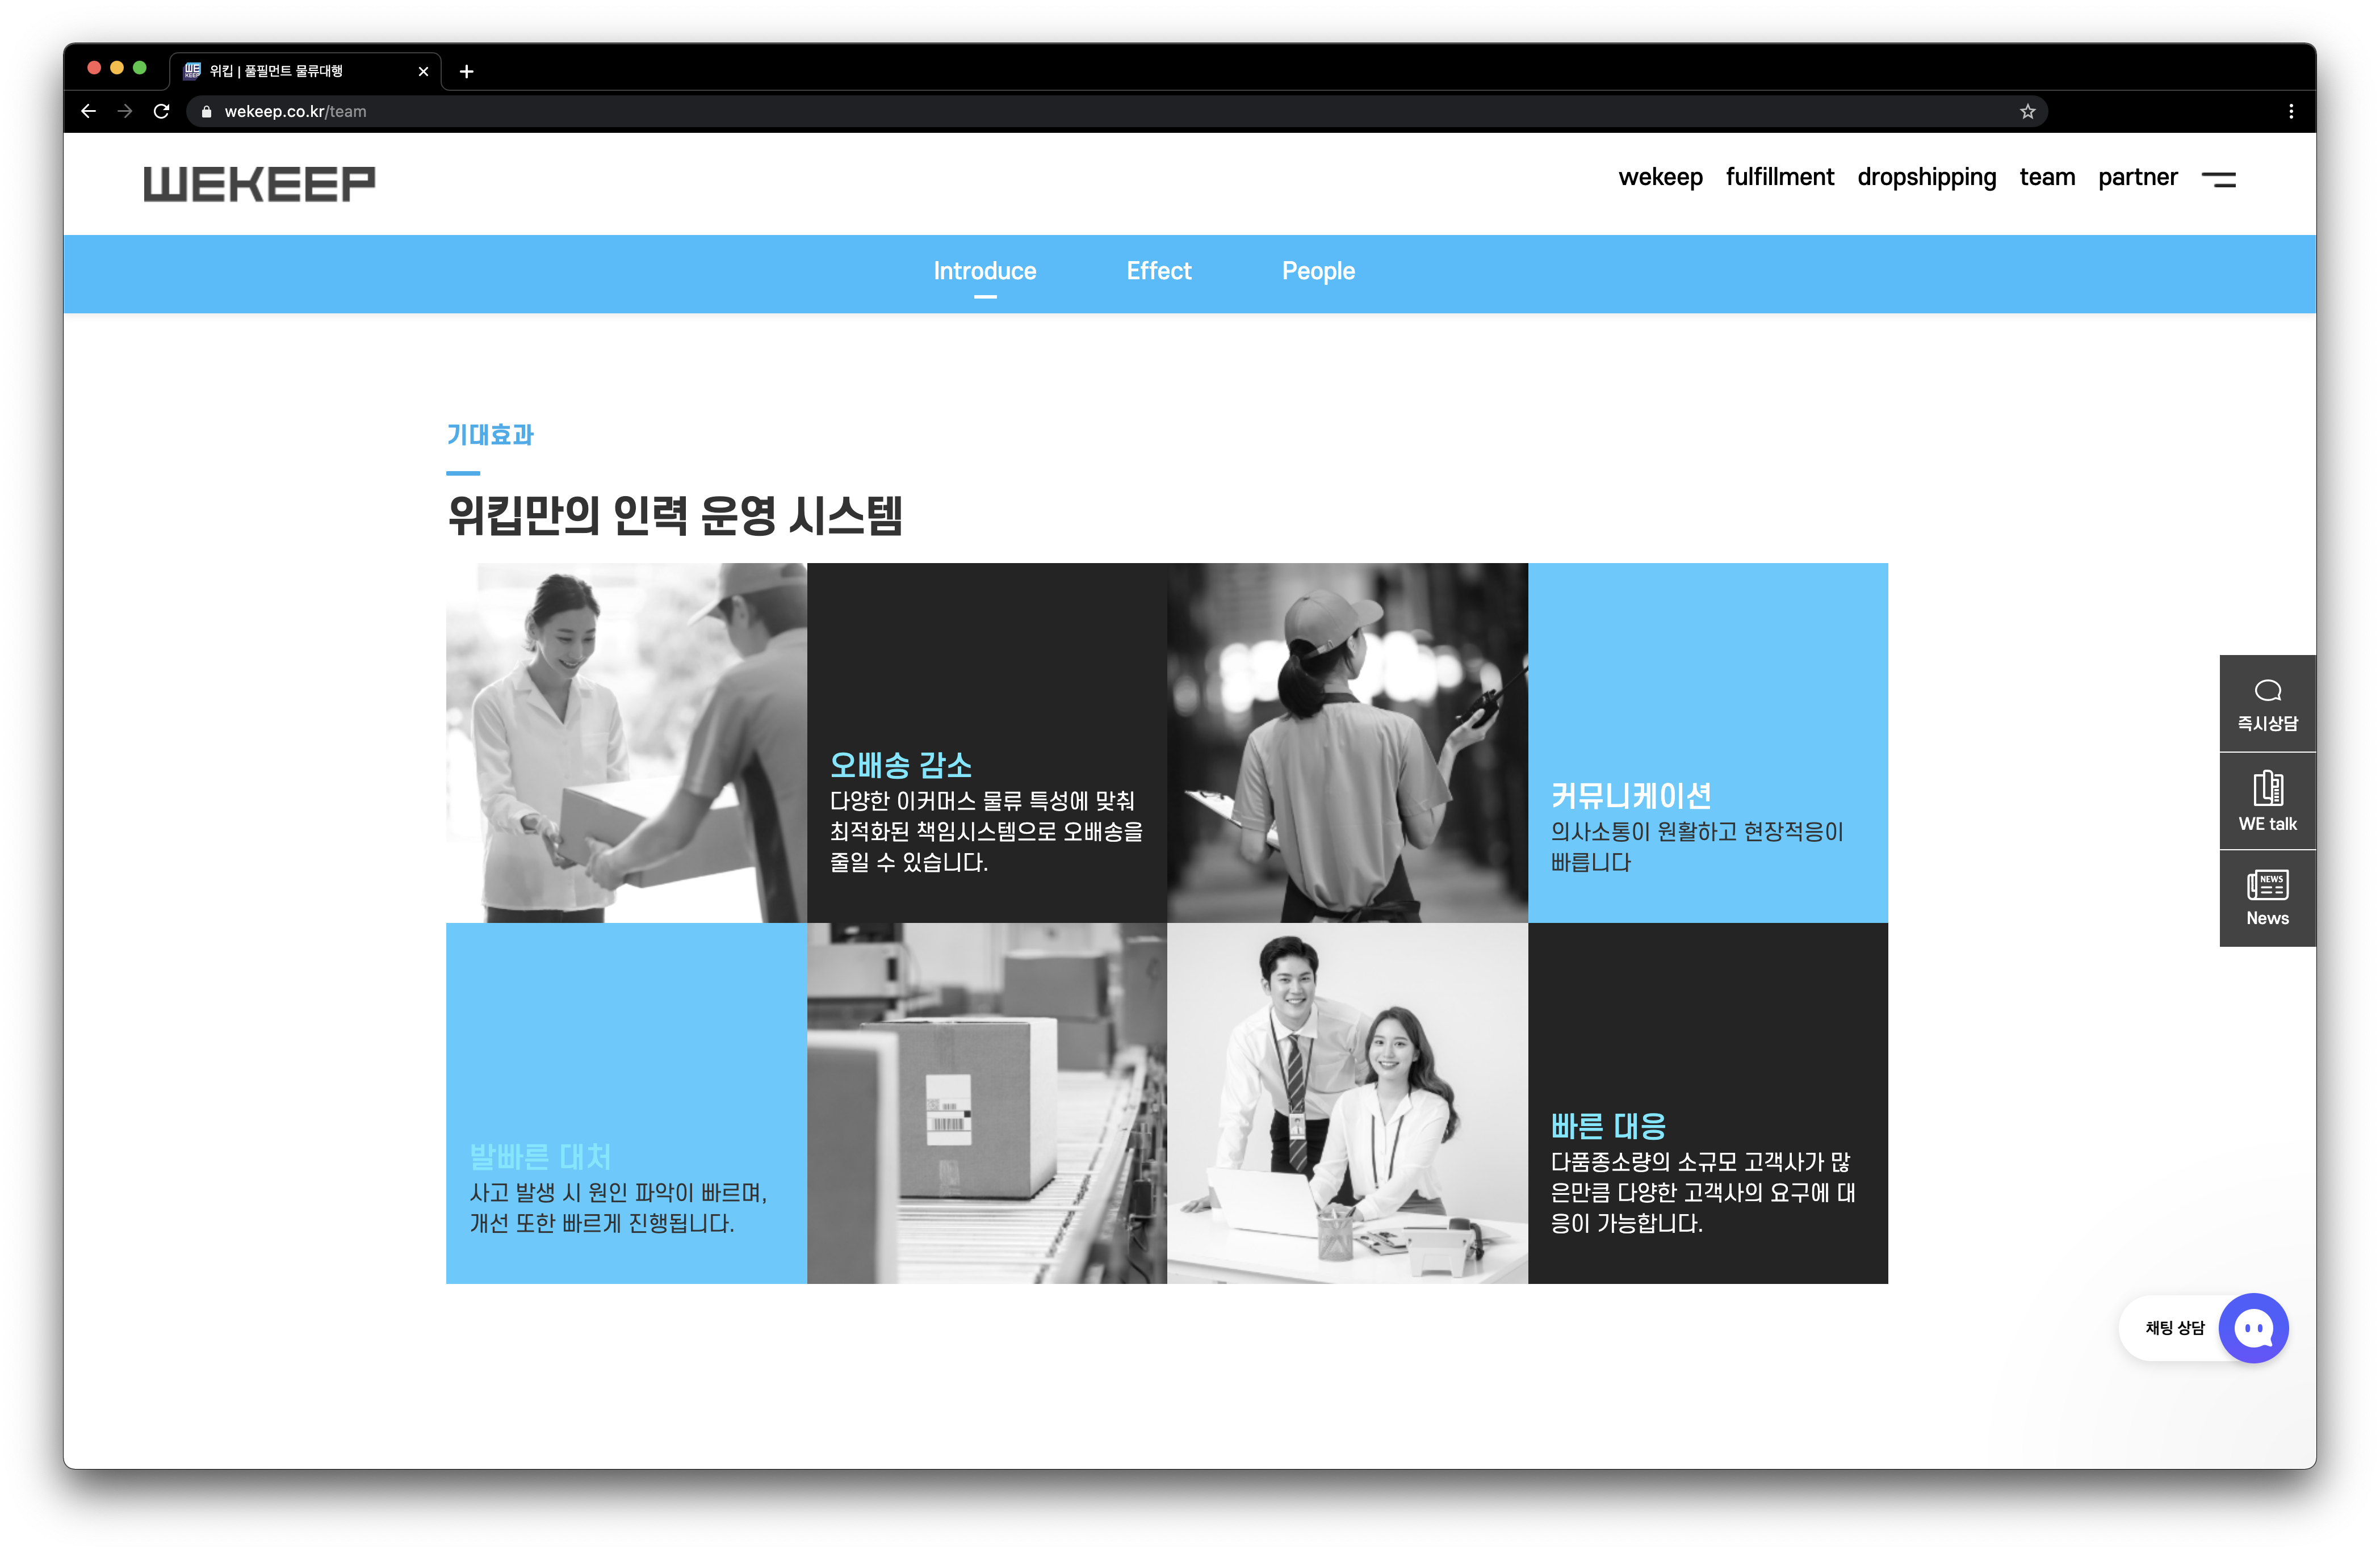 위킵 | 풀필먼트 물류대행
wekeep.co.kr/team
WEKEEP
wekeep fulfillment dropshipping team partner
Introduce Effect People
기대효과
위킵만의 인력 운영 시스템
오배송 감소
다양한 이커머스 물류 특성에 맞춰
최적화된 책임시스템으로 오배송을
줄일 수 있습니다.
커뮤니케이션
의사소통이 원활하고 현장적응이
빠릅니다
발빠른 대처
사고 발생 시 원인 파악이 빠르며,
개선 또한 빠르게 진행됩니다.
빠른 대응
다품종소량의 소규모 고객사가 많
은만큼 다양한 고객사의 요구에 대
응이 가능합니다.
즉시상담
WE talk
NEWS
News
채팅 상담